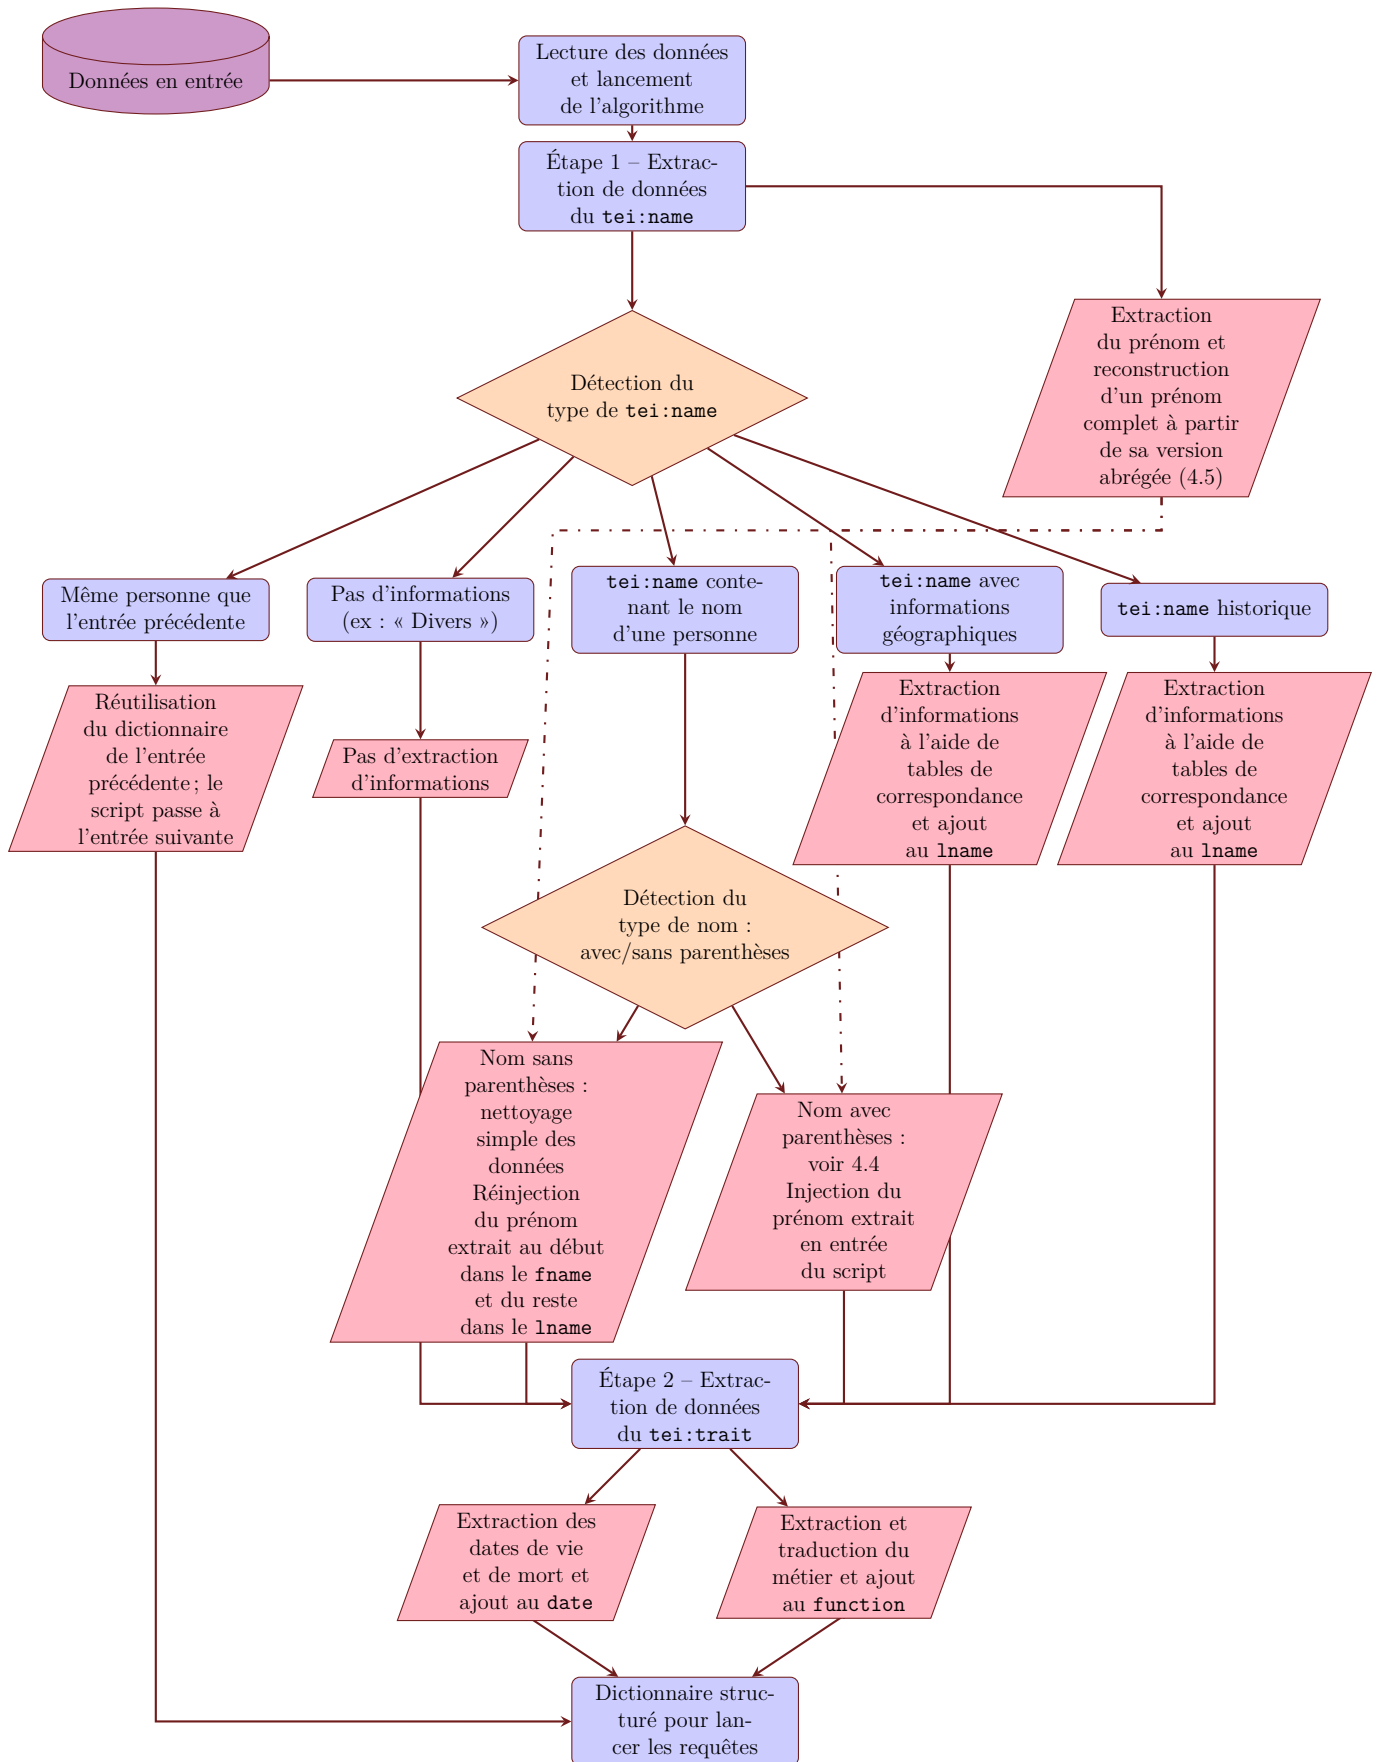 Données en entrée
Lecture des données
et lancement
de l'algorithme
Étape 1 – Extrac-
tion de données
du tei:name
Extraction
du prénom et
reconstruction
d'un prénom
complet à partir
de sa version
abrégée (4.5)
Détection du
type de tei:name
Même personne que
l'entrée précédente
Pas d'informations
(ex : « Divers »)
tei:name conte-
nant le nom
d'une personne
tei:name avec
informations
géographiques
tei:name historique
Réutilisation
du dictionnaire
de l'entrée
précédente ; le
script passe à
l'entrée suivante
Pas d'extraction
d'informations
Extraction
d'informations
à l'aide de
tables de
correspondance
et ajout
au lname
Extraction
d'informations
à l'aide de
tables de
correspondance
et ajout
au lname
Détection du
type de nom :
avec/sans parenthèses
Nom sans
parenthèses :
nettoyage
simple des
données
Réinjection
du prénom
extrait au début
dans le fname
et du reste
dans le lname
Nom avec
parenthèses :
voir 4.4
Injection du
prénom extrait
en entrée
du script
Étape 2 – Extrac-
tion de données
du tei:trait
Extraction des
dates de vie
et de mort et
ajout au date
Extraction et
traduction du
métier et ajout
au function
Dictionnaire struc-
turé pour lan-
cer les requêtes